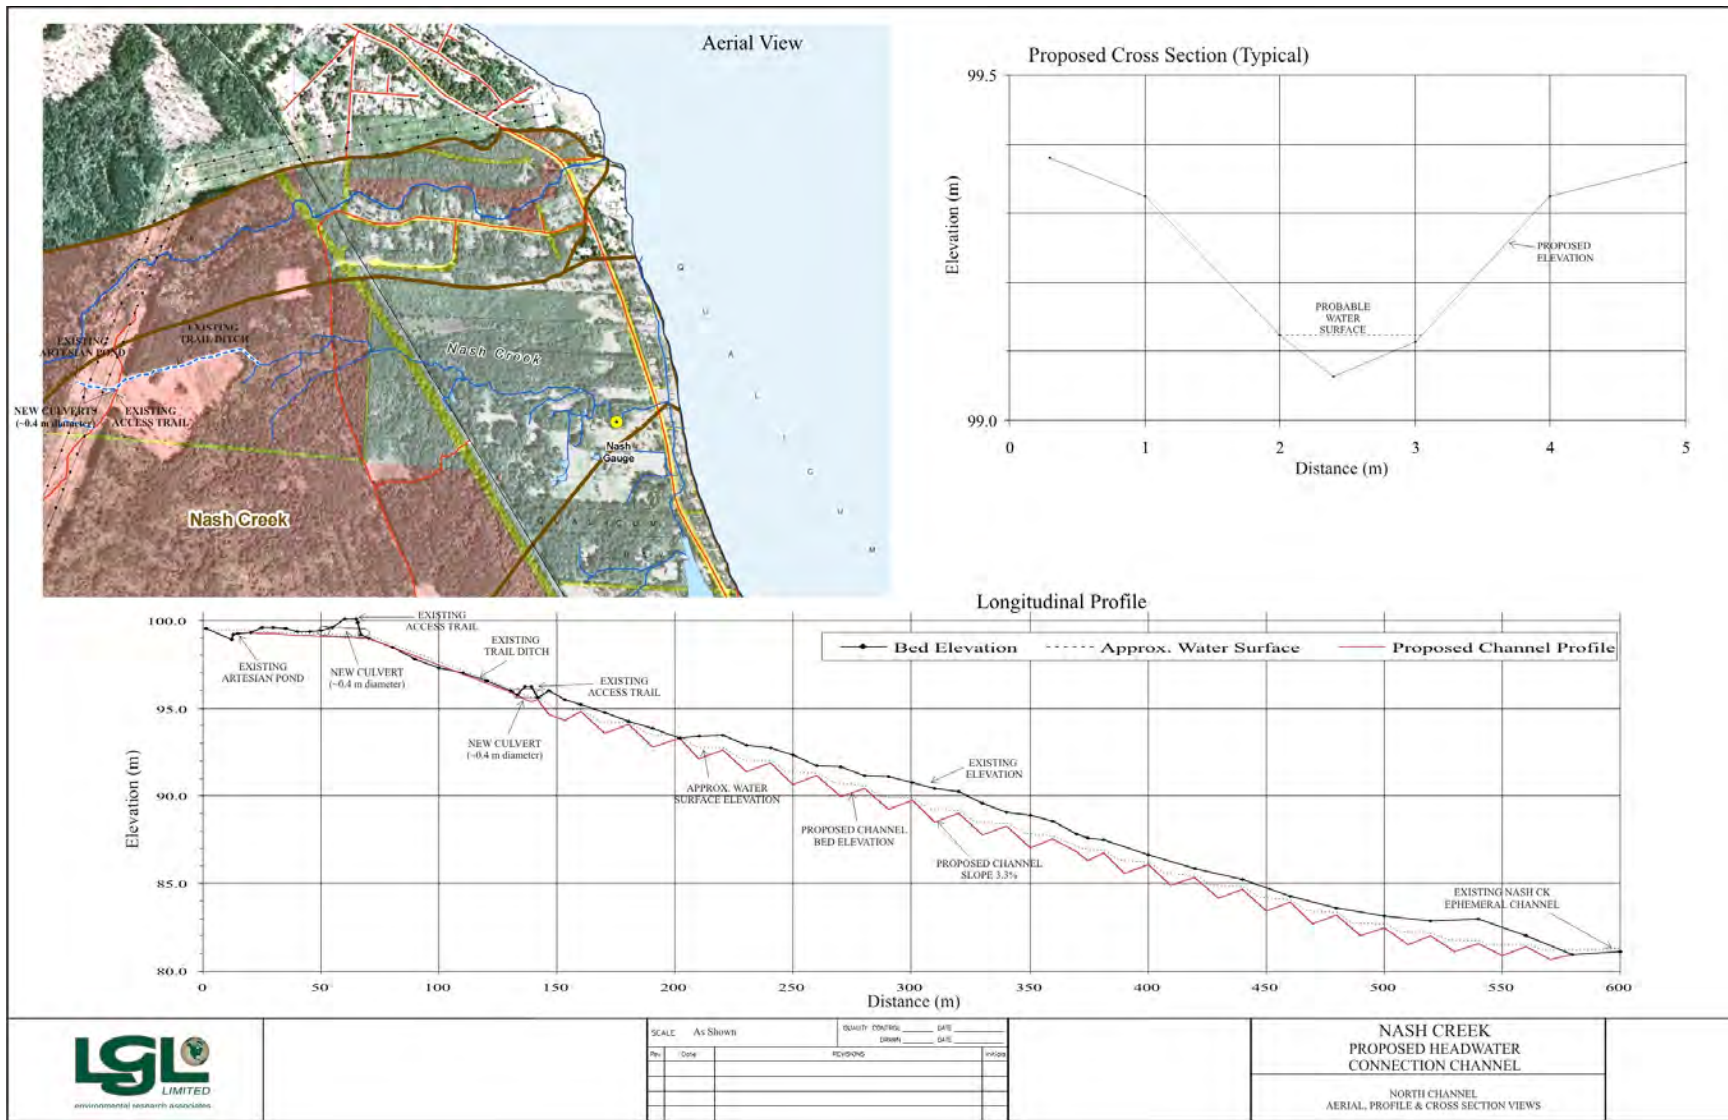 Aerial View
EXISTING
ARTESIAN POND
EXISTING
TRAIL DITCH
NEW CULVERTS
(~0.4 m diameter)
EXISTING
ACCESS TRAIL
Nash Creek
Nash
Gauge
Nash Creek
Q U A L I C U M
Q U A L I C U M
Proposed Cross Section (Typical)
99.5
99.0
Elevation (m)
PROPOSED
ELEVATION
PROBABLE
WATER
SURFACE
0 1 2 3 4 5
Distance (m)
Longitudinal Profile
Bed Elevation
Approx. Water Surface
Proposed Channel Profile
100.0
95.0
90.0
85.0
80.0
Elevation (m)
EXISTING
ACCESS TRAIL
EXISTING
TRAIL DITCH
EXISTING
ARTESIAN POND
NEW CULVERT
(~0.4 m diameter)
EXISTING
ACCESS TRAIL
NEW CULVERT
(~0.4 m diameter)
APPROX. WATER
SURFACE ELEVATION
EXISTING
ELEVATION
PROPOSED CHANNEL
BED ELEVATION
PROPOSED CHANNEL
SLOPE 3.3%
EXISTING NASH CK
EPHEMERAL CHANNEL
0 50 100 150 200 250 300 350 400 450 500 550 600
Distance (m)
LGL
LIMITED
environmental research associates
SCALE As Shown
QUALITY CONTROL DATE
DRAWN DATE
Rev. Date REVISIONS Initials
NASH CREEK
PROPOSED HEADWATER
CONNECTION CHANNEL
NORTH CHANNEL
AERIAL, PROFILE & CROSS SECTION VIEWS